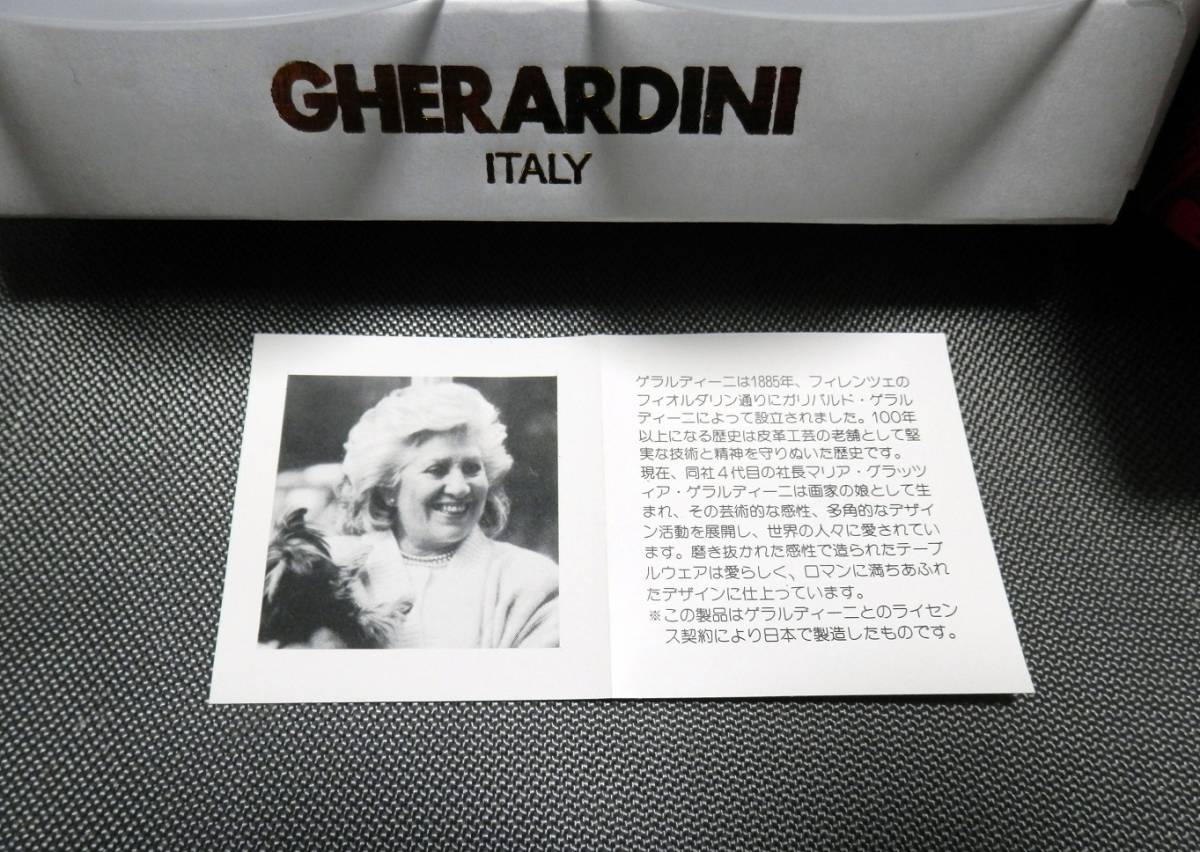 GHERARDINI
ITALY
ゲラルディーニは1885年、フィレンツェの
フィオルダリン通りにガリバルド・ゲラル
ディーニによって設立されました。100年
以上になる歴史は皮革工芸の老舗として堅
実な技術と精神を守りぬいた歴史です。
現在、同社4代目の社長マリア・グラッツ
ィア・ゲラルディーニは画家の娘として生
まれ、その芸術的な感性、多角的なデザイ
ン活動を展開し、世界の人々に愛されてい
ます。磨き抜かれた感性で造られたテーブ
ルウェアは愛らしく、ロマンに満ちあふれ
たデザインに仕上っています。
※この製品はゲラルディーニとのライセン
ス契約により日本で製造したものです。